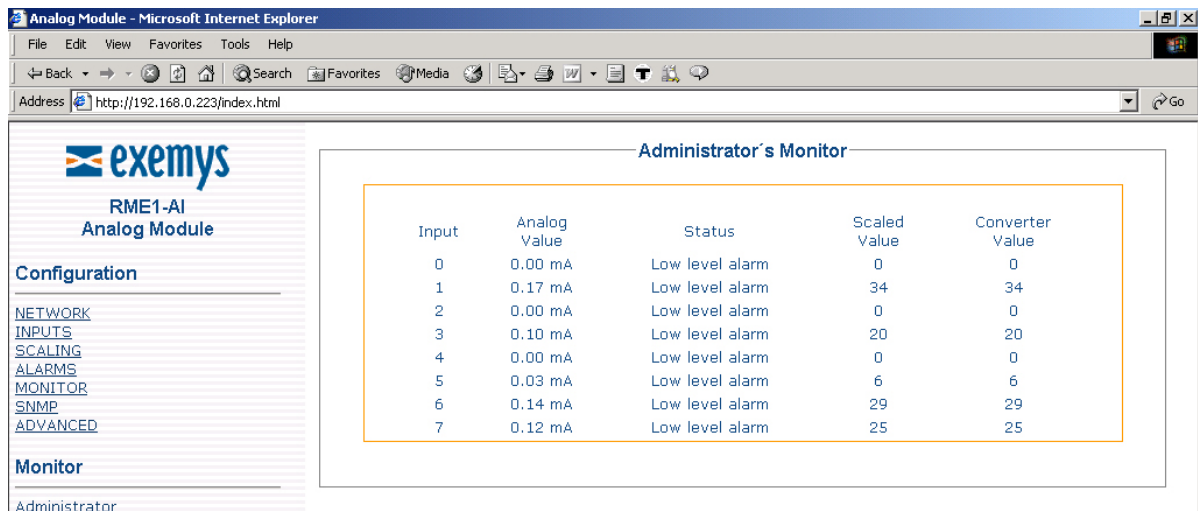 Analog Module - Microsoft Internet Explorer
File Edit View Favorites Tools Help
Back Search Favorites Media
Address http://192.168.0.223/index.html Go
exemys
RME1-AI
Analog Module
Configuration
NETWORK
INPUTS
SCALING
ALARMS
MONITOR
SNMP
ADVANCED
Monitor
Administrator
Administrator´s Monitor
Input Analog Value Status Scaled Value Converter Value
0 0.00 mA Low level alarm 0 0
1 0.17 mA Low level alarm 34 34
2 0.00 mA Low level alarm 0 0
3 0.10 mA Low level alarm 20 20
4 0.00 mA Low level alarm 0 0
5 0.03 mA Low level alarm 6 6
6 0.14 mA Low level alarm 29 29
7 0.12 mA Low level alarm 25 25